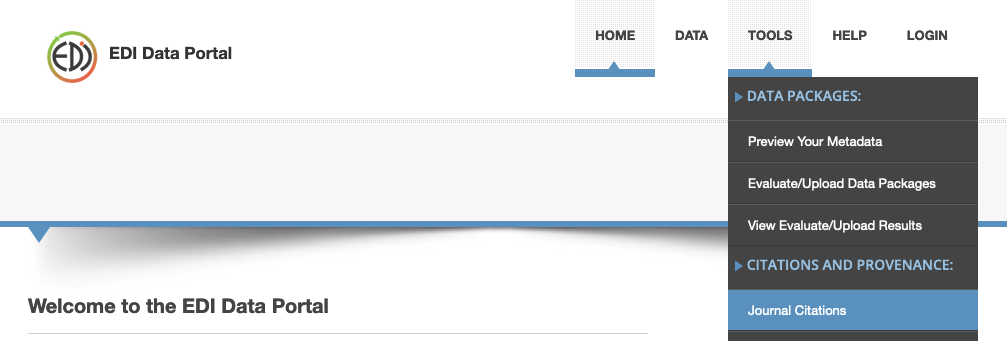 EDI
EDI Data Portal
HOME
DATA
TOOLS
HELP
LOGIN
DATA PACKAGES:
Preview Your Metadata
Evaluate/Upload Data Packages
View Evaluate/Upload Results
CITATIONS AND PROVENANCE:
Journal Citations
Welcome to the EDI Data Portal